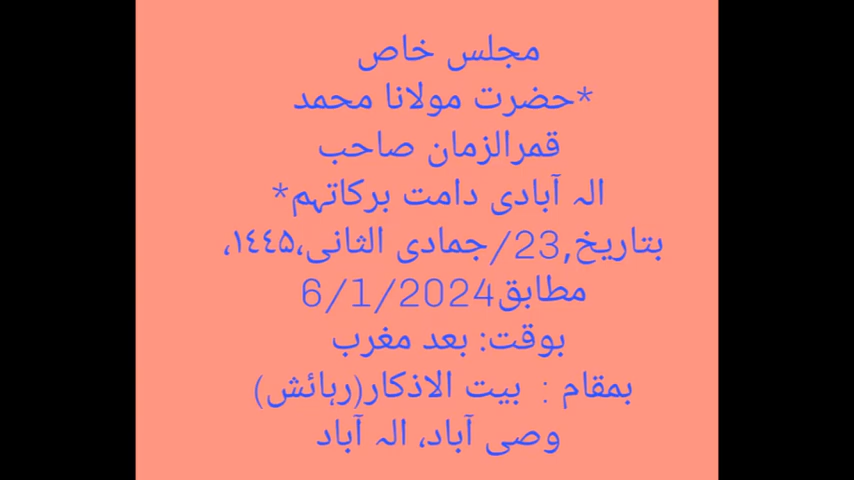 مجلس خاص
*حضرت مولانا محمد
قمرالزمان صاحب
الہ آبادی دامت برکاتہم*
بتاریخ,23/جمادی الثانی،١٤٤۵،
مطابق6/1/2024
بوقت: بعد مغرب
بمقام : بیت الاذکار(رہائش)
وصی آباد، الہ آباد